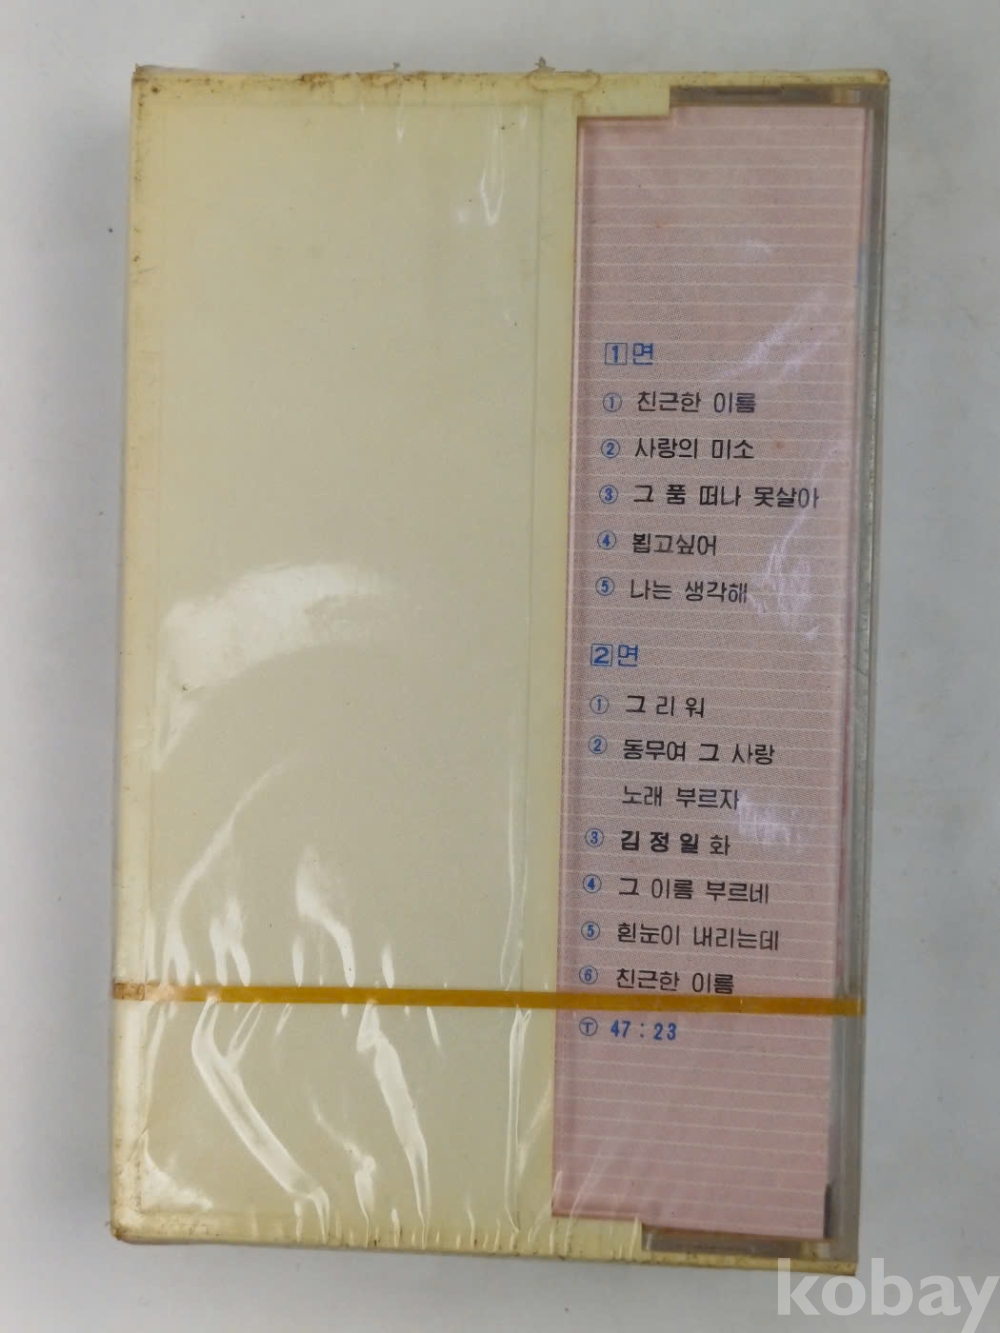 1면
① 친근한 이름
② 사랑의 미소
③ 그 품 떠나 못살아
④ 뵙고싶어
⑤ 나는 생각해
2면
① 그리워
② 동무여 그 사랑
노래 부르자
③ 김정일화
④ 그 이름 부르네
⑤ 흰눈이 내리는데
⑥ 친근한 이름
Ⓣ 47:23
kobay